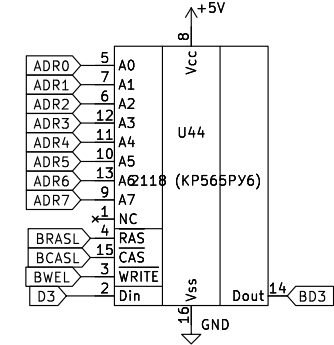 +5V
8
Vcc
ADR0 5 A0
ADR1 7 A1
ADR2 6 A2
ADR3 12 A3
U44
ADR4 11 A4
ADR5 10 A5
ADR6 13 A6 2118 (КР565РУ6)
ADR7 9 A7
1 NC
BRASL 4 RAS
BCASL 15 CAS
BWEL 3 WRITE
D3 2 Din
Vss
Dout 14 BD3
16
GND